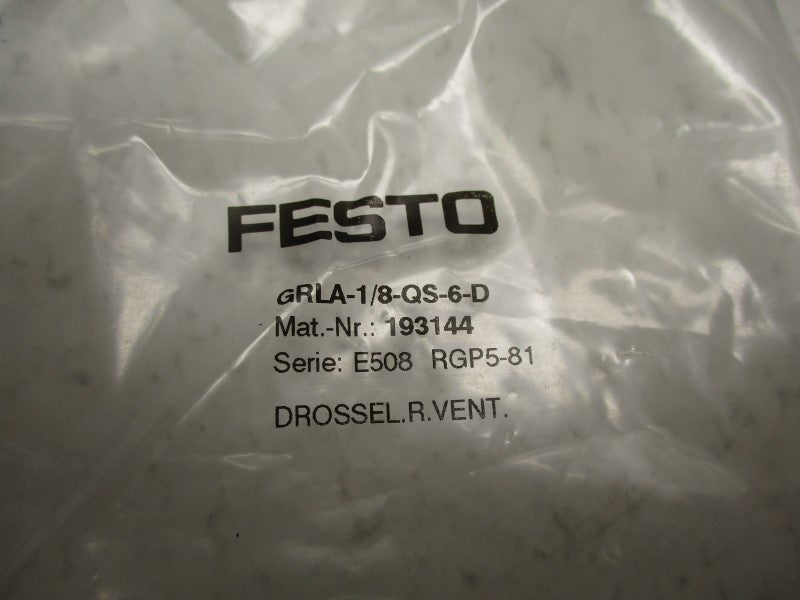 FESTO
GRLA-1/8-QS-6-D
Mat.-Nr.: 193144
Serie: E508 RGP5-81
DROSSEL.R.VENT.